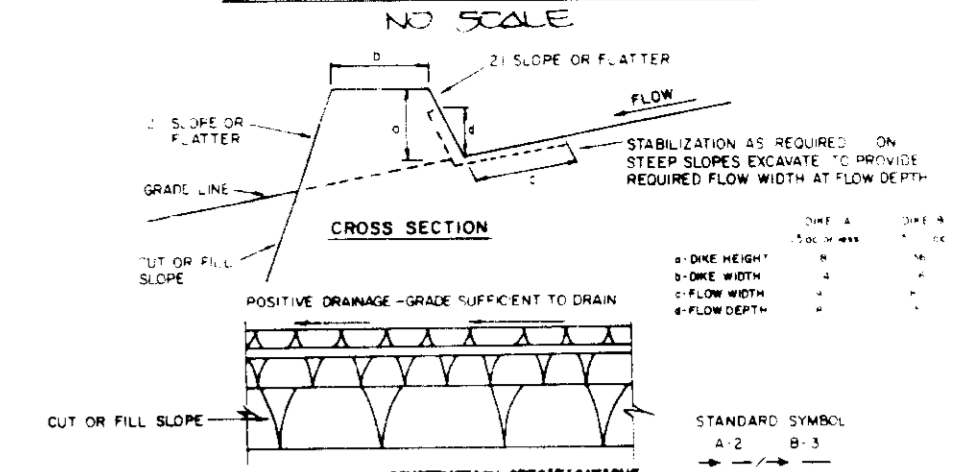 NO SCALE
b
SLOPE OR FLATTER
FLOW
a
d
SLOPE OR
FLATTER
STABILIZATION AS REQUIRED ON
STEEP SLOPES EXCAVATE TO PROVIDE
REQUIRED FLOW WIDTH AT FLOW DEPTH
c
GRADE LINE
CROSS SECTION
CUT OR FILL
SLOPE
DIKE A DIKE B
a-DIKE HEIGHT
b-DIKE WIDTH 4
c-FLOW WIDTH
d-FLOW DEPTH
POSITIVE DRAINAGE-GRADE SUFFICIENT TO DRAIN
CUT OR FILL SLOPE
STANDARD SYMBOL
A-2 B-3